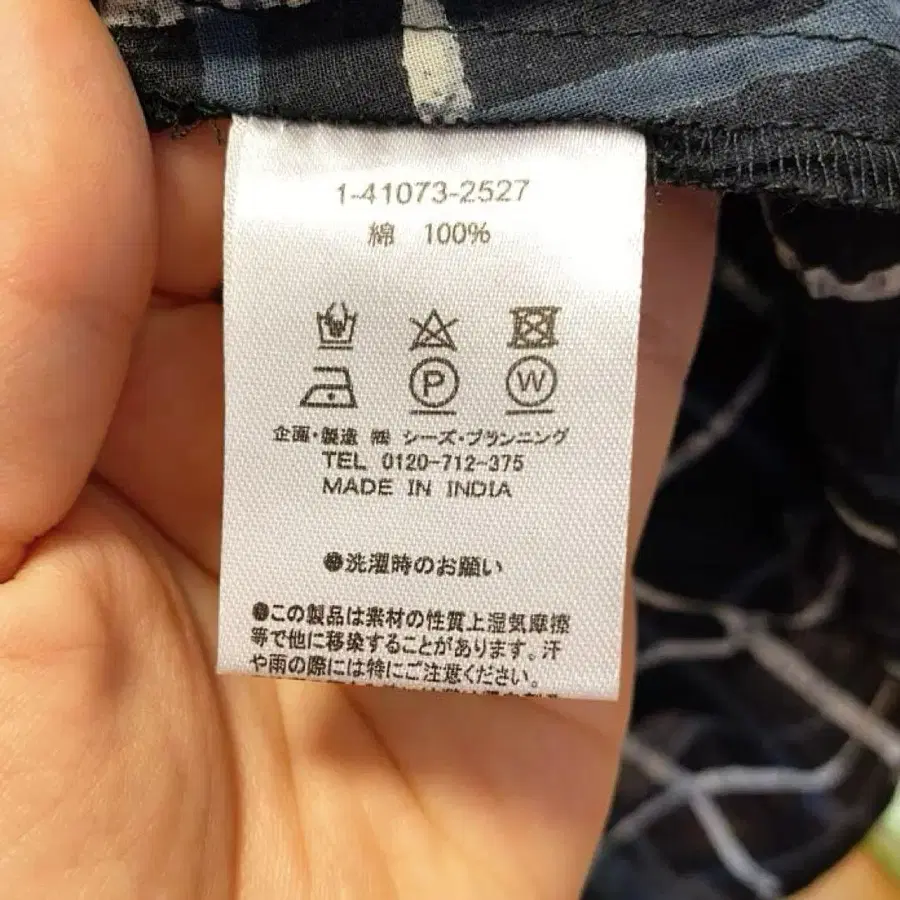 1-41073-2527
綿 100%
P W
企画・製造 ㈱ シーズ・プランニング
TEL 0120-712-375
MADE IN INDIA
●洗濯時のお願い
●この製品は素材の性質上湿気摩擦
等で他に移染することがあります。汗
や雨の際には特にご注意ください。